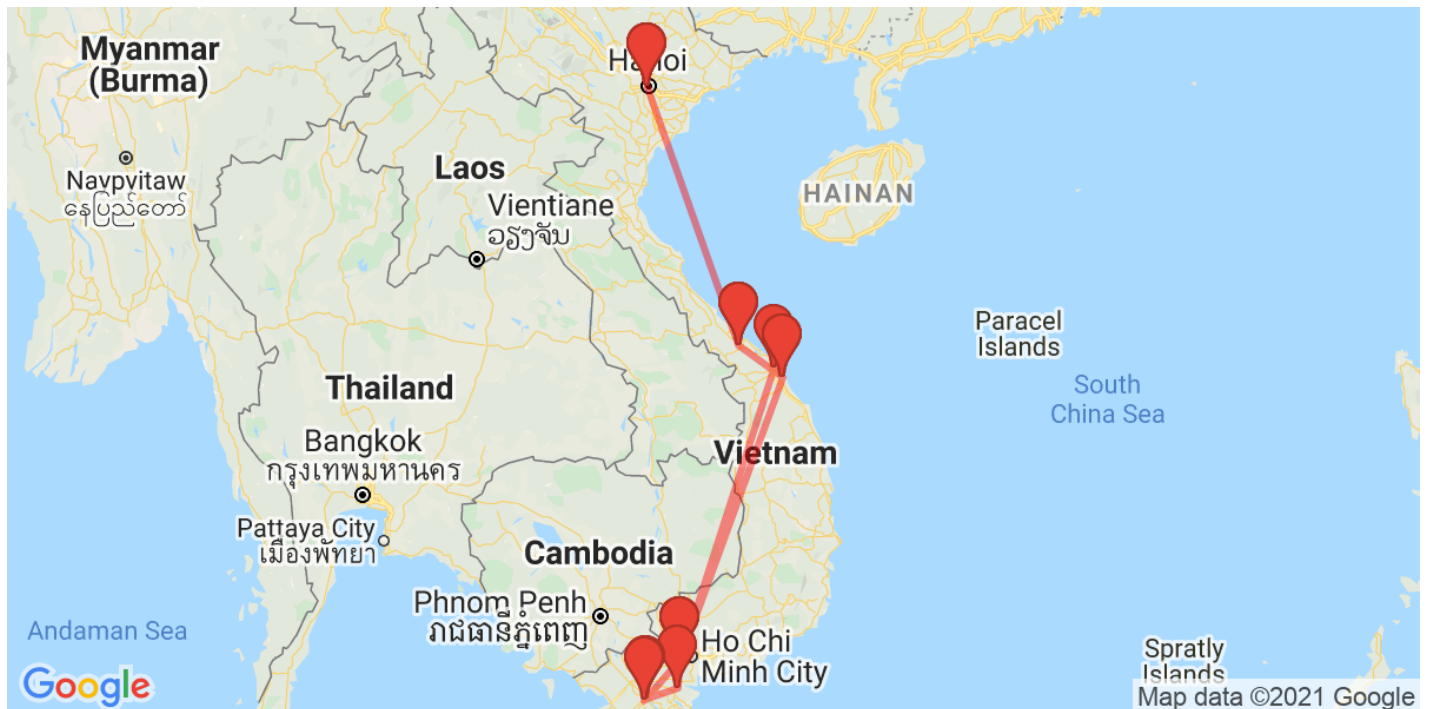 Myanmar
(Burma)
Hanoi
Navpvitaw
နေပြည်တော်
Laos
Vientiane
ວຽງຈັນ
HAINAN
Paracel
Islands
South
China Sea
Thailand
Bangkok
กรุงเทพมหานคร
Vietnam
Pattaya City
เมืองพัทยา
Cambodia
Phnom Penh
រាជធានីភ្នំពេញ
Ho Chi
Minh City
Andaman Sea
Spratly
Islands
Google
Map data ©2021 Google